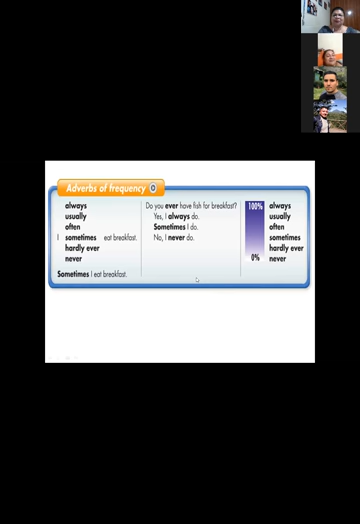 Adverbs of frequency
always
usually
often
I sometimes eat breakfast.
hardly ever
never
Sometimes I eat breakfast.
Do you ever have fish for breakfast?
Yes, I always do.
Sometimes I do.
No, I never do.
100% always
usually
often
sometimes
hardly ever
0% never